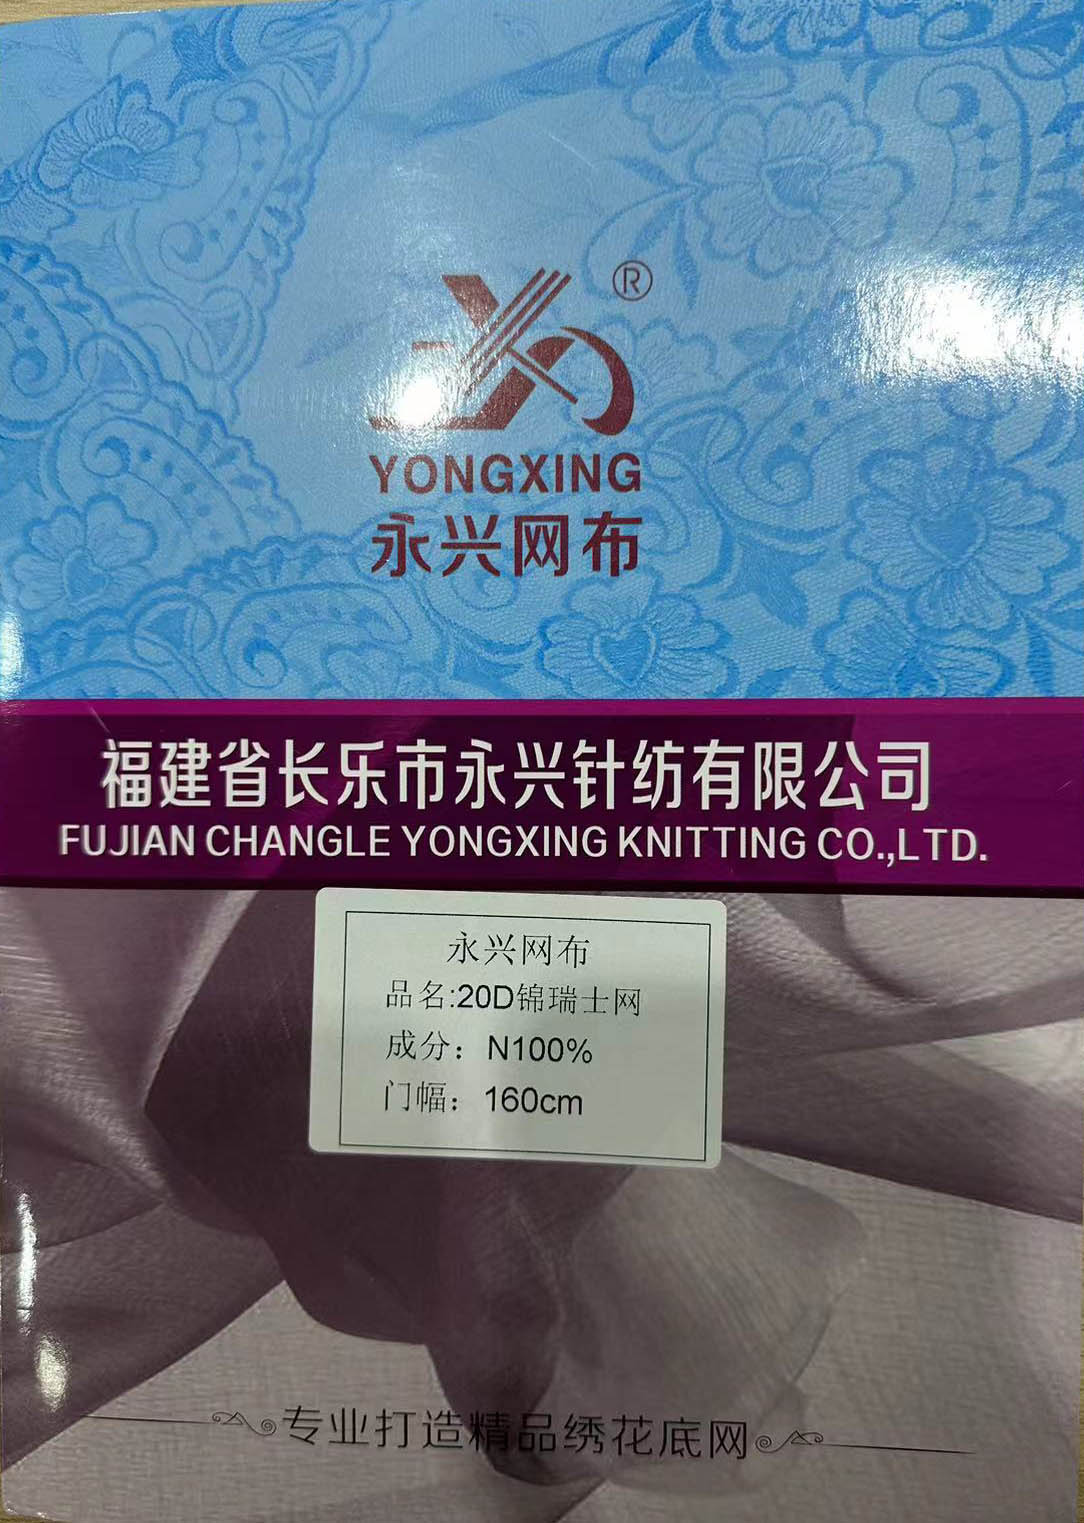 ®
YONGXING
永兴网布
福建省长乐市永兴针纺有限公司
FUJIAN CHANGLE YONGXING KNITTING CO.,LTD.
永兴网布
品名:20D锦瑞士网
成分：N100%
门幅：160cm
专业打造精品绣花底网